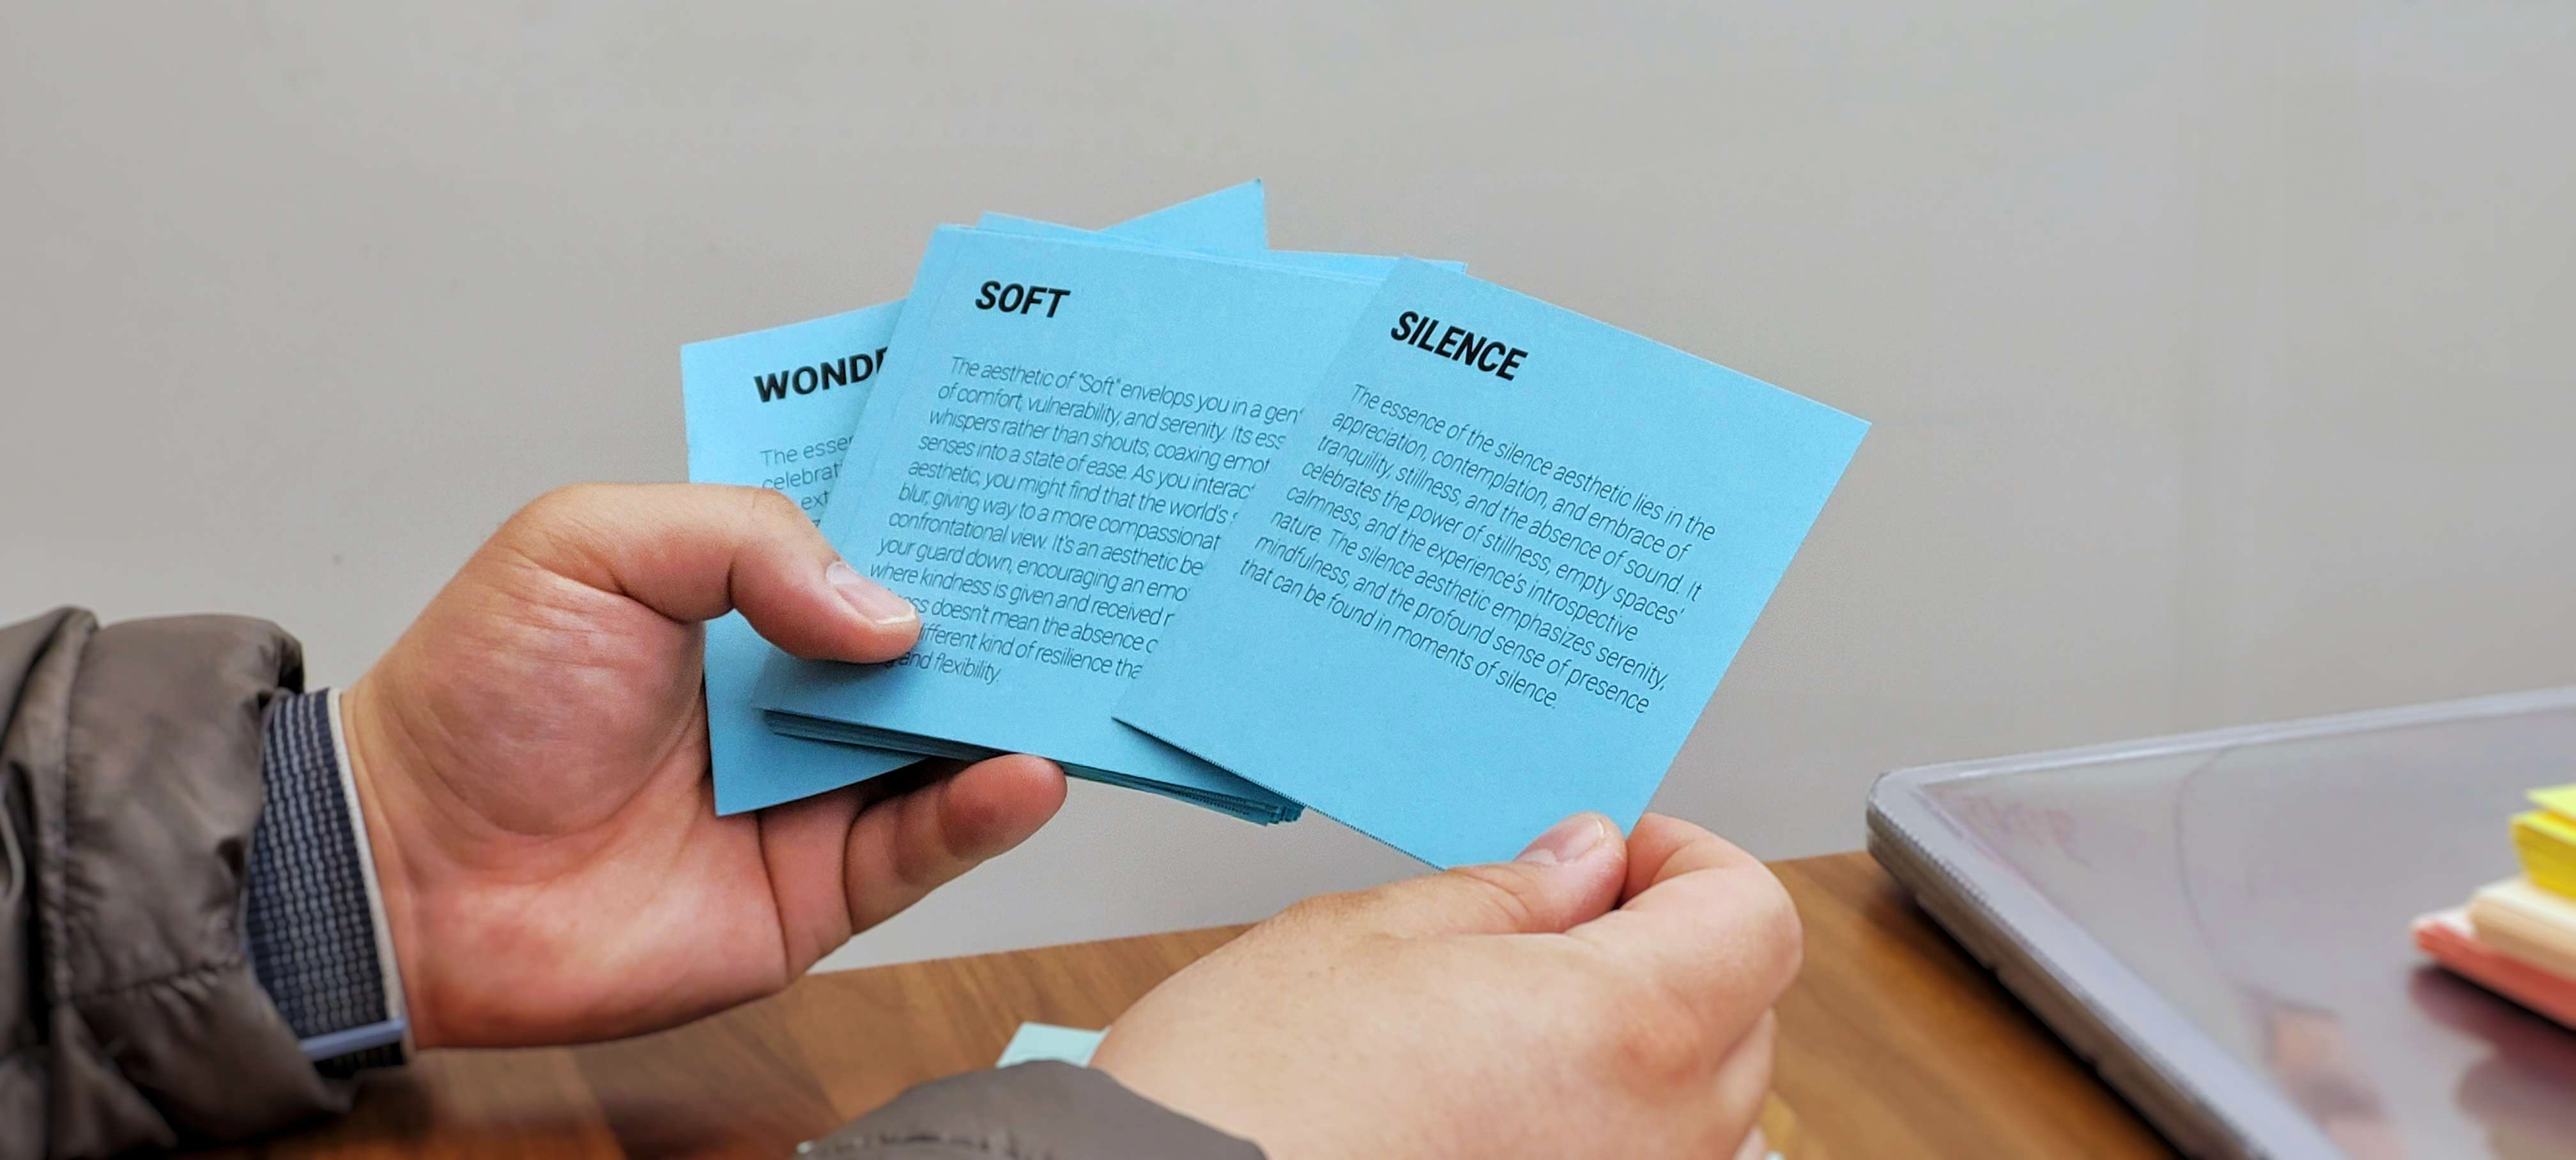 WONDE
The esse
celebrat
ext
SOFT
The aesthetic of "Soft" envelops you in a gen
of comfort, vulnerability, and serenity. Its ess
whispers rather than shouts, coaxing emot
senses into a state of ease. As you interac
aesthetic, you might find that the world's
blur, giving way to a more compassionat
confrontational view. It's an aesthetic be
your guard down, encouraging an emo
where kindness is given and received
doesn't mean the absence
different kind of resilience tha
and flexibility.
SILENCE
The essence of the silence aesthetic lies in the
appreciation, contemplation, and embrace of
tranquility, stillness, and the absence of sound. It
celebrates the power of stillness, empty spaces'
calmness, and the experience's introspective
nature. The silence aesthetic emphasizes serenity,
mindfulness, and the profound sense of presence
that can be found in moments of silence.